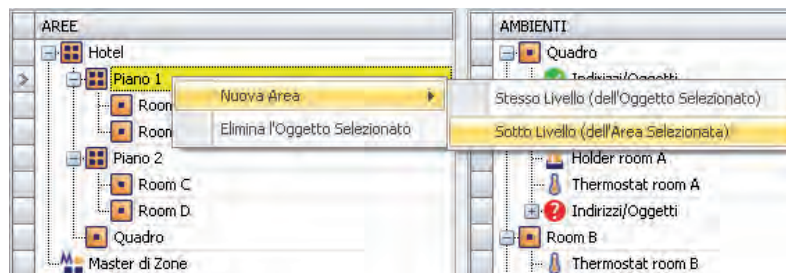 AREE
Hotel
Piano 1
Room
Room
Piano 2
Room C
Room D.
Quadro
Master di Zone
Nuova Area
Elimina l'Oggetto Selezionato
Stesso Livello (dell'Oggetto Selezionato)
Sotto Livello (dell'Area Selezionata)
AMBIENTI
Quadro
Indirizzi/Oggetti
Holder room A
Thermostat room A
Indirizzi/Oggetti
Room B
Thermostat room B